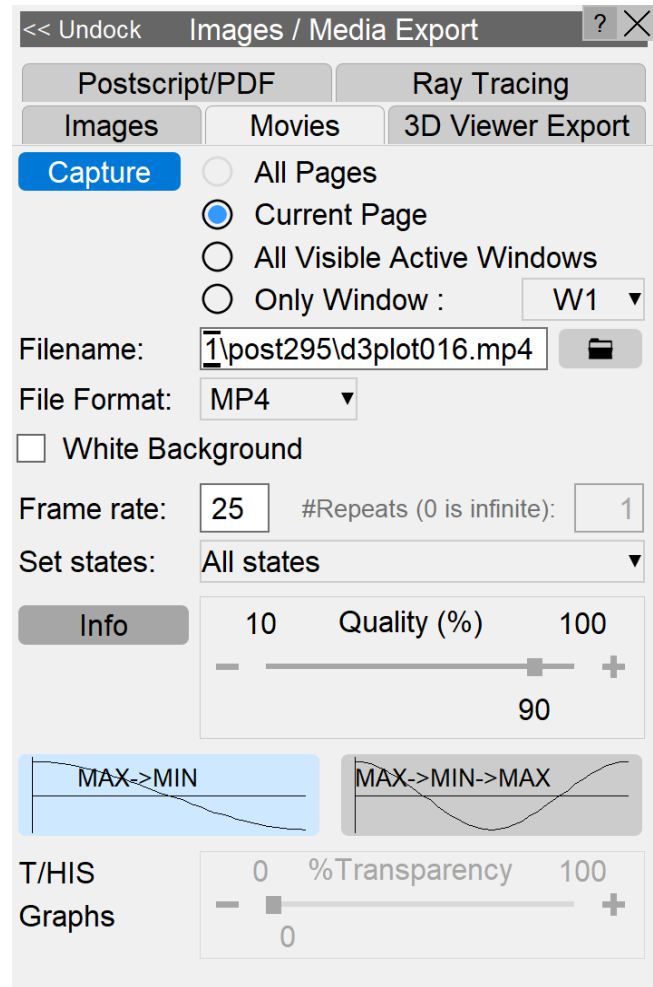 << Undock Images / Media Export ?
Postscript/PDF Ray Tracing
Images Movies 3D Viewer Export
Capture All Pages
Current Page
All Visible Active Windows
Only Window : W1
Filename: 1\post295\d3plot016.mp4
File Format: MP4
White Background
Frame rate: 25 #Repeats (0 is infinite): 1
Set states: All states
Info 10 Quality (%) 100
90
MAX->MIN MAX->MIN->MAX
T/HIS 0 %Transparency 100
Graphs
0